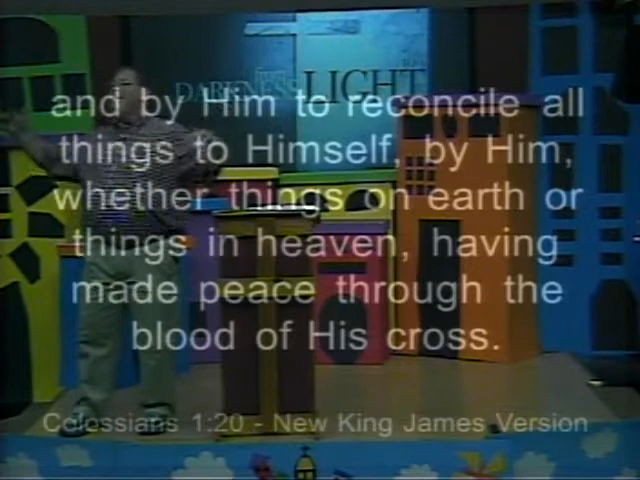 DARKNESS LIGHT
and by Him to reconcile all
things to Himself, by Him,
whether things on earth or
things in heaven, having
made peace through the
blood of His cross.
Colossians 1:20 - New King James Version